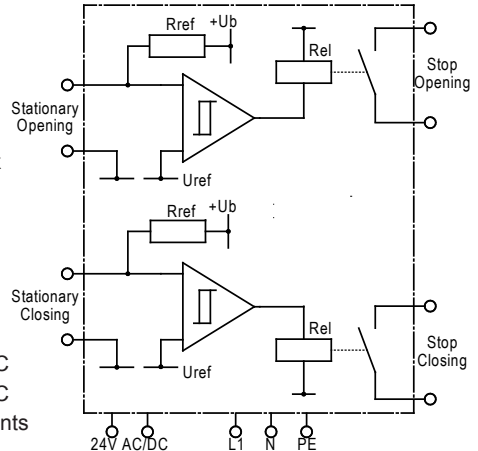 Rref +Ub
Rel
Stop
Opening
Stationary
Opening
Uref
Rref +Ub
Stationary
Closing
Rel
Stop
Closing
Uref
C
C
nts
24V AC/DC L1 N PE